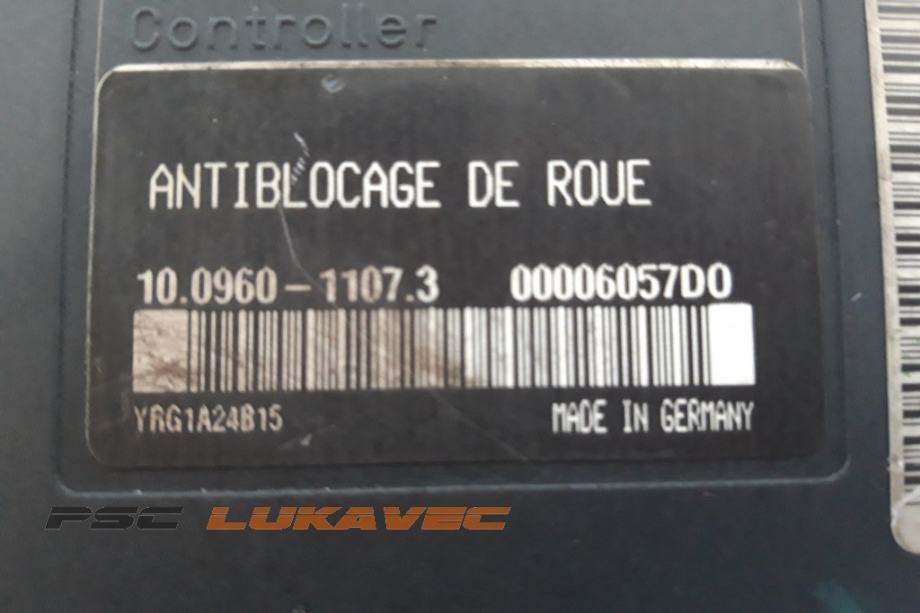 Controller
ANTIBLOCAGE DE ROUE
10.0960-1107.3 00006057D0
YRG1A24B15 MADE IN GERMANY
PSC LUKAVEC